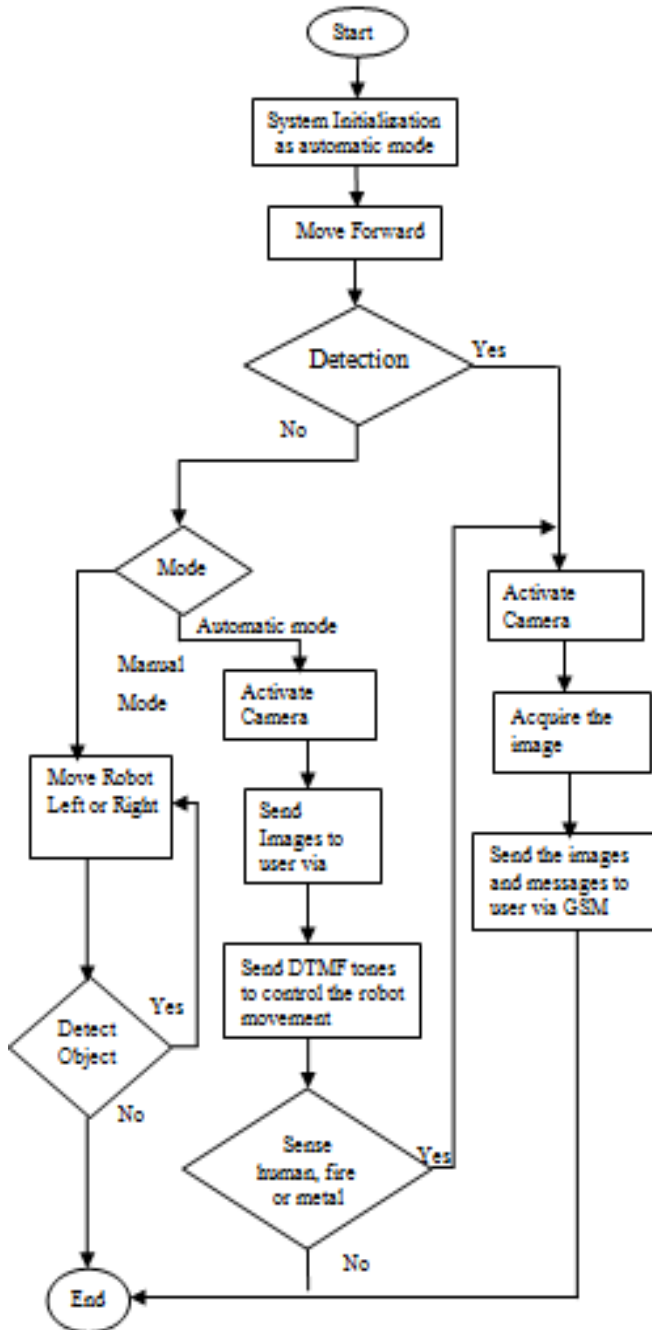 Start
System Initialization
as automatic mode
Move Forward
Detection
Yes
No
Mode
Automatic mode
Manual
Mode
Activate
Camera
Activate
Camera
Acquire the
image
Move Robot
Left or Right
Send
Images to
user via
Send the images
and messages to
user via GSM
Send DTMF tones
to control the robot
movement
Yes
Detect
Object
No
Sense
human, fire
or metal
Yes
No
End